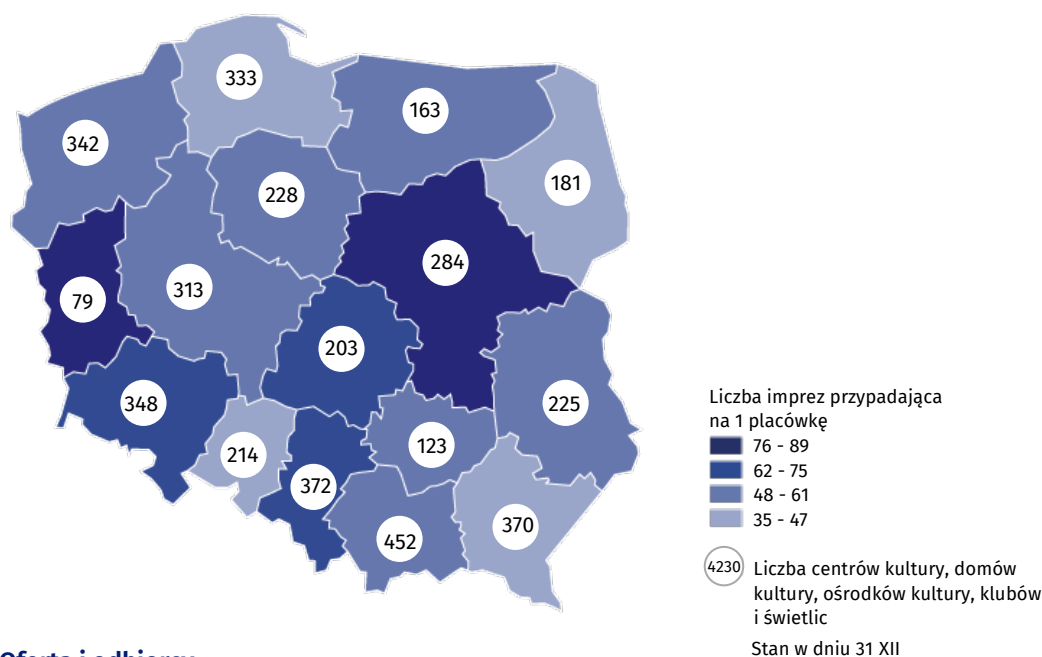 333
163
342
181
228
284
79
313
203
348
225
123
214
372
370
452
Liczba imprez przypadająca
na 1 placówkę
76 - 89
62 - 75
48 - 61
35 - 47
4230
Liczba centrów kultury, domów
kultury, ośrodków kultury, klubów
i świetlic
Stan w dniu 31 XII